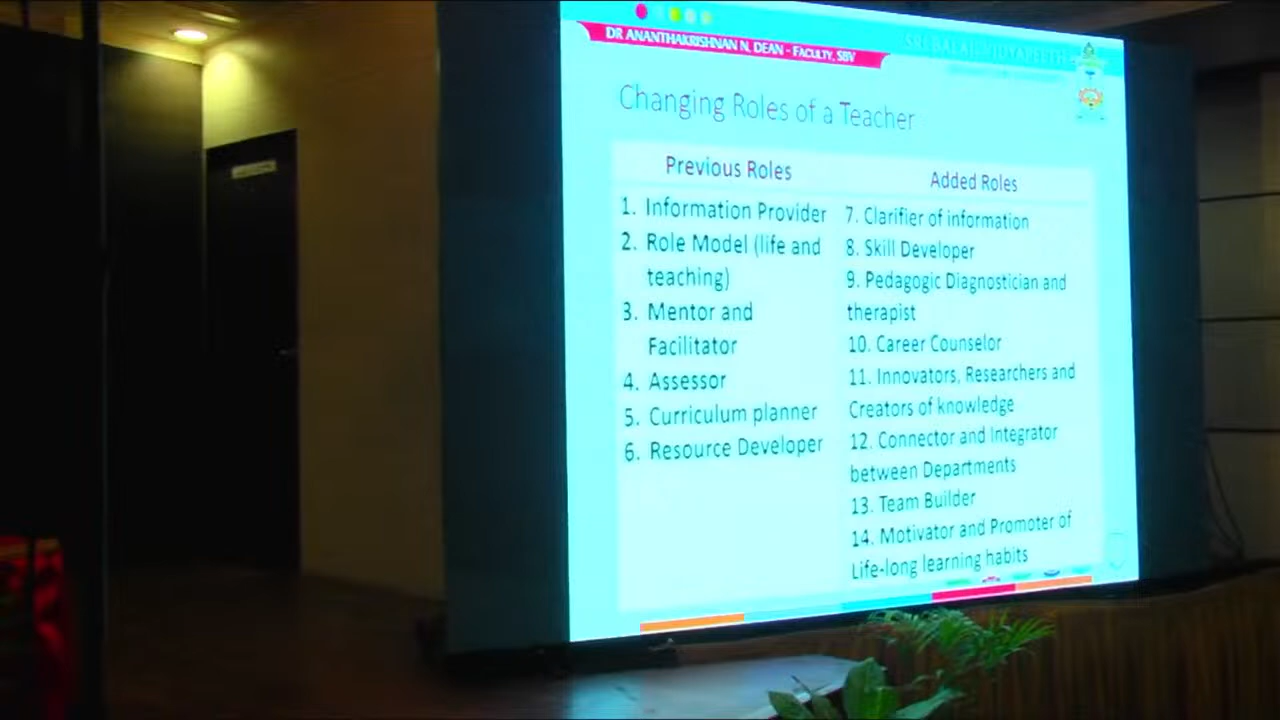 DR ANANTHAKRISHNAN N, DEAN - FACULTY, SBV
SRI BALAJI VIDYAPEETH
Changing Roles of a Teacher
Previous Roles
1. Information Provider
2. Role Model (life and
teaching)
3. Mentor and
Facilitator
4. Assessor
5. Curriculum planner
6. Resource Developer
Added Roles
7. Clarifier of information
8. Skill Developer
9. Pedagogic Diagnostician and
therapist
10. Career Counselor
11. Innovators, Researchers and
Creators of knowledge
12. Connector and Integrator
between Departments
13. Team Builder
14. Motivator and Promoter of
Life-long learning habits